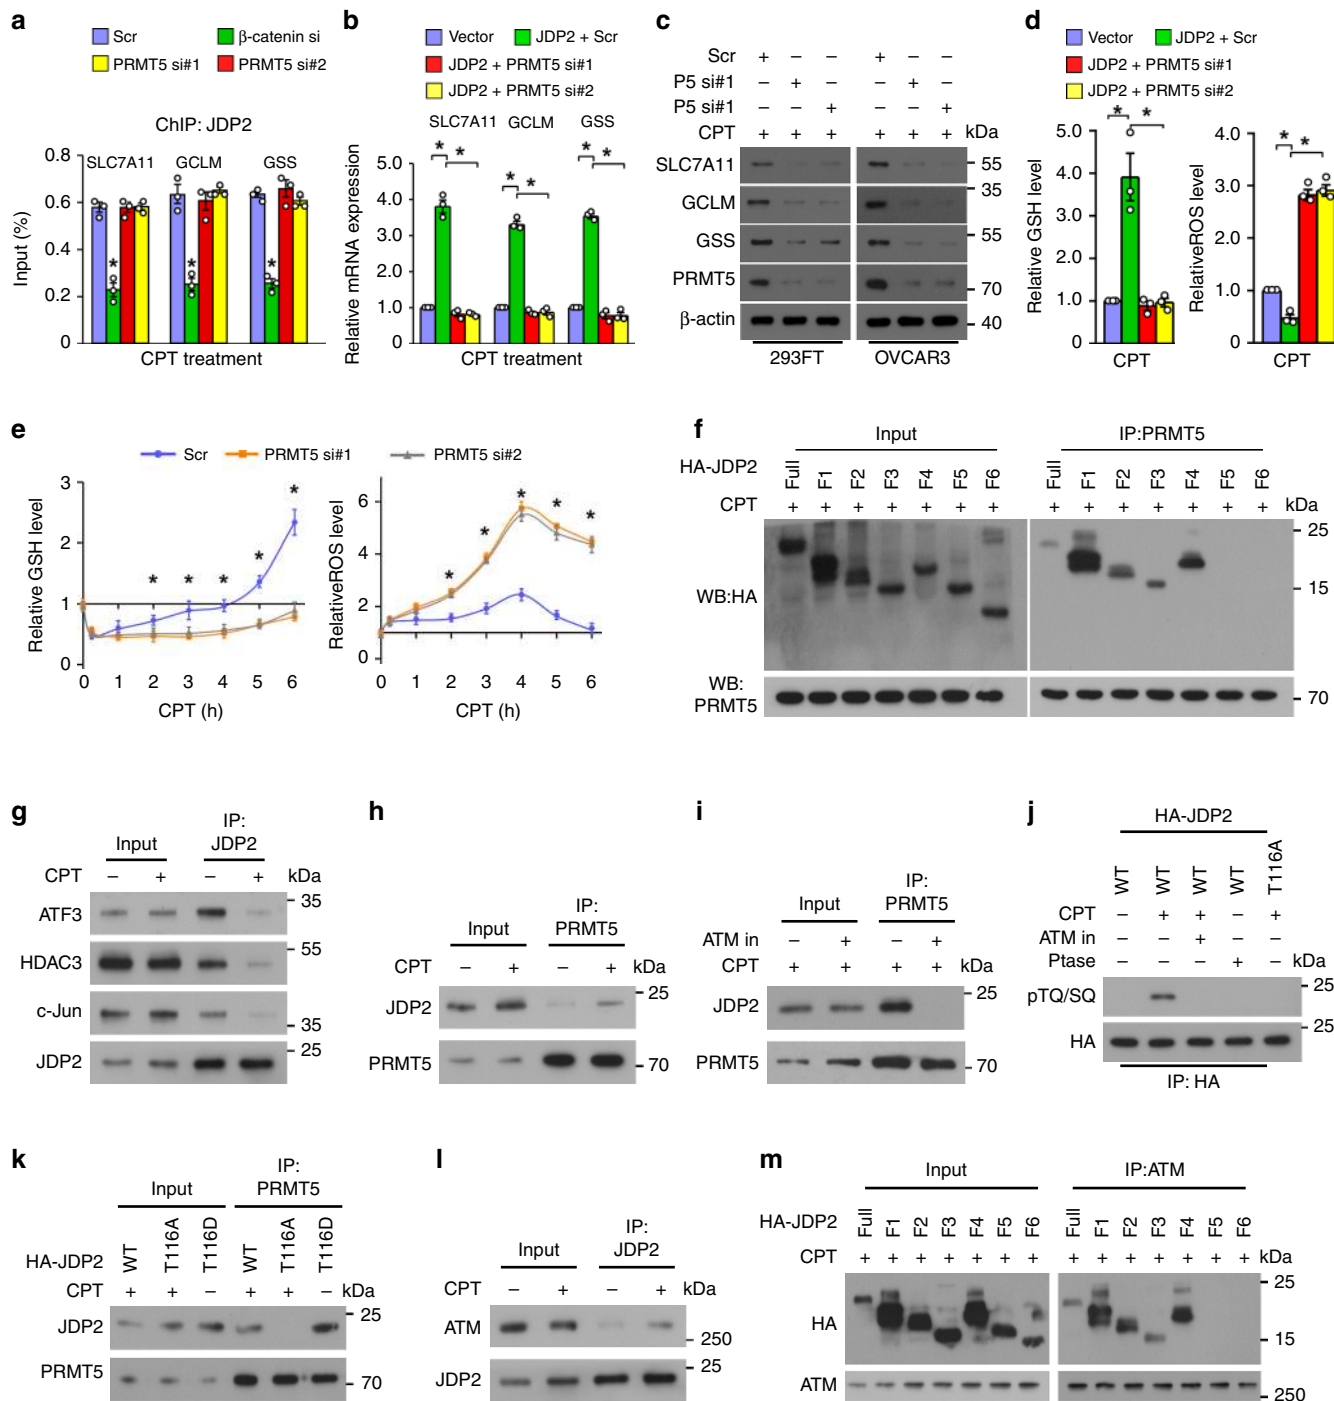 a
Scr
β-catenin si
PRMT5 si#1
PRMT5 si#2
ChIP: JDP2
SLC7A11 GCLM GSS
Input (%)
0.8
0.6
0.4
0.2
0
* * *
CPT treatment
b
Vector
JDP2 + Scr
JDP2 + PRMT5 si#1
JDP2 + PRMT5 si#2
SLC7A11 GCLM GSS
Relative mRNA expression
5.0
4.0
3.0
2.0
1.0
0
* * * * * *
CPT treatment
c
Scr + − − + − −
P5 si#1 − + − − + −
P5 si#1 − − + − − +
CPT + + + + + + kDa
SLC7A11
GCLM
GSS
PRMT5
β-actin
55
35
55
70
40
293FT OVCAR3
d
Vector
JDP2 + Scr
JDP2 + PRMT5 si#1
JDP2 + PRMT5 si#2
Relative GSH level
5.0
4.0
3.0
2.0
1.0
0
* *
CPT
RelativeROS level
4.0
3.0
2.0
1.0
0
* *
CPT
e
Scr
PRMT5 si#1
PRMT5 si#2
Relative GSH level
3
2
1
0
* * * * *
0 1 2 3 4 5 6
CPT (h)
RelativeROS level
6
4
2
0
* * * * *
0 1 2 3 4 5 6
CPT (h)
f
Input IP:PRMT5
HA-JDP2 Full F1 F2 F3 F4 F5 F6 Full F1 F2 F3 F4 F5 F6
CPT + + + + + + + + + + + + + + kDa
WB:HA
25
15
WB:
PRMT5
70
g
Input
IP:
JDP2
CPT − + − + kDa
ATF3 35
HDAC3 55
c-Jun 35
JDP2 25
h
Input
IP:
PRMT5
CPT − + − + kDa
JDP2 25
PRMT5 70
i
Input
IP:
PRMT5
ATM in − + − +
CPT + + + + kDa
JDP2 25
PRMT5 70
j
HA-JDP2
WT WT WT WT T116A
CPT − + + − +
ATM in − − + − −
Ptase − − − + − kDa
pTQ/SQ 25
HA 25
IP: HA
k
Input
IP:
PRMT5
HA-JDP2 WT T116A T116D WT T116A T116D
CPT + + − + + − kDa
JDP2 25
PRMT5 70
l
Input
IP:
JDP2
CPT − + − + kDa
ATM 250
JDP2 25
m
Input IP:ATM
HA-JDP2 Full F1 F2 F3 F4 F5 F6 Full F1 F2 F3 F4 F5 F6
CPT + + + + + + + + + + + + + + kDa
HA
25
15
ATM
250